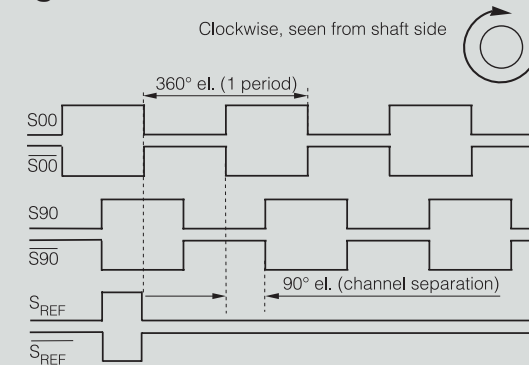 Clockwise, seen from shaft side
360° el. (1 period)
S00
S00
S90
S90
90° el. (channel separation)
SREF
SREF